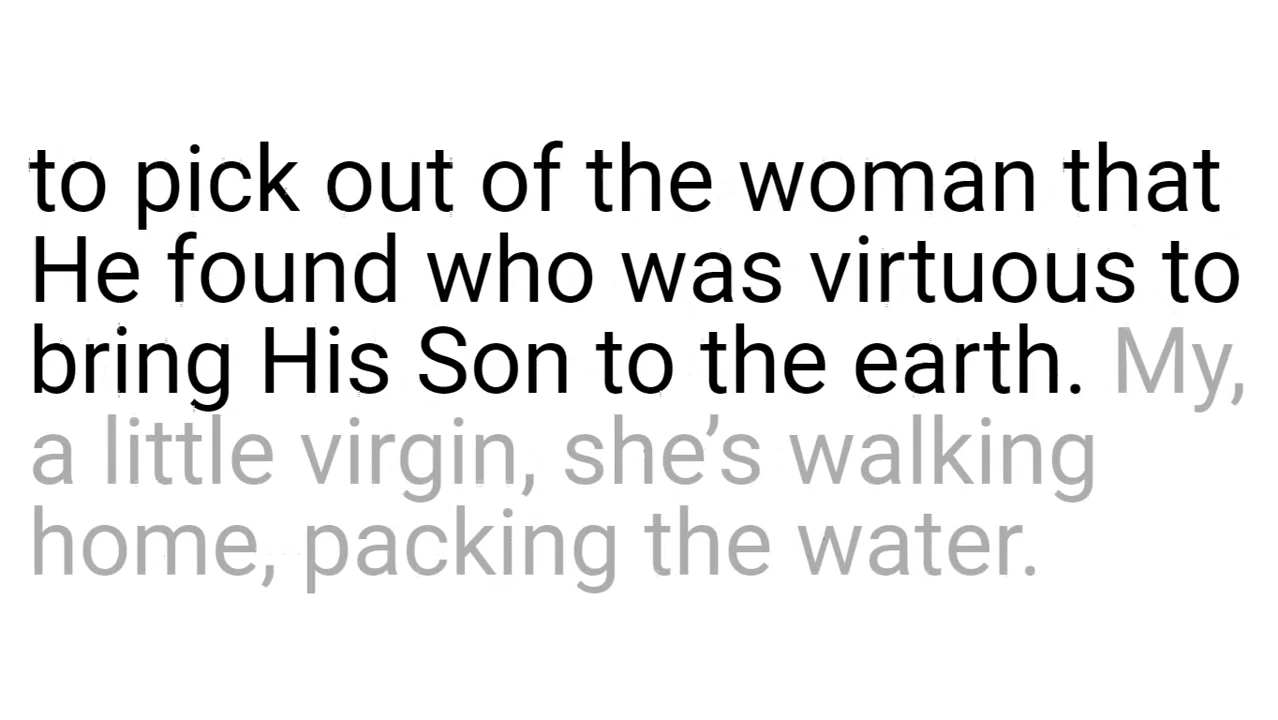 to pick out of the woman that
He found who was virtuous to
bring His Son to the earth. My,
a little virgin, she’s walking
home, packing the water.